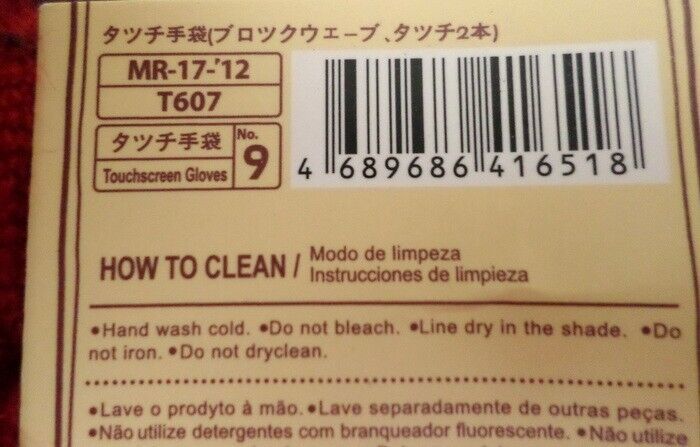 タツチ手袋(ブロツクウェーブ、タツチ2本)
MR-17-'12
T607
タツチ手袋
Touchscreen Gloves
No.
9
4 689686 416518
HOW TO CLEAN /
Modo de limpeza
Instrucciones de limpieza
•Hand wash cold. •Do not bleach. •Line dry in the shade. •Do
not iron. •Do not dryclean.
•Lave o prodyto à mão. •Lave separadamente de outras peças.
•Não utilize detergentes com branqueador fluorescente. •Não utilize